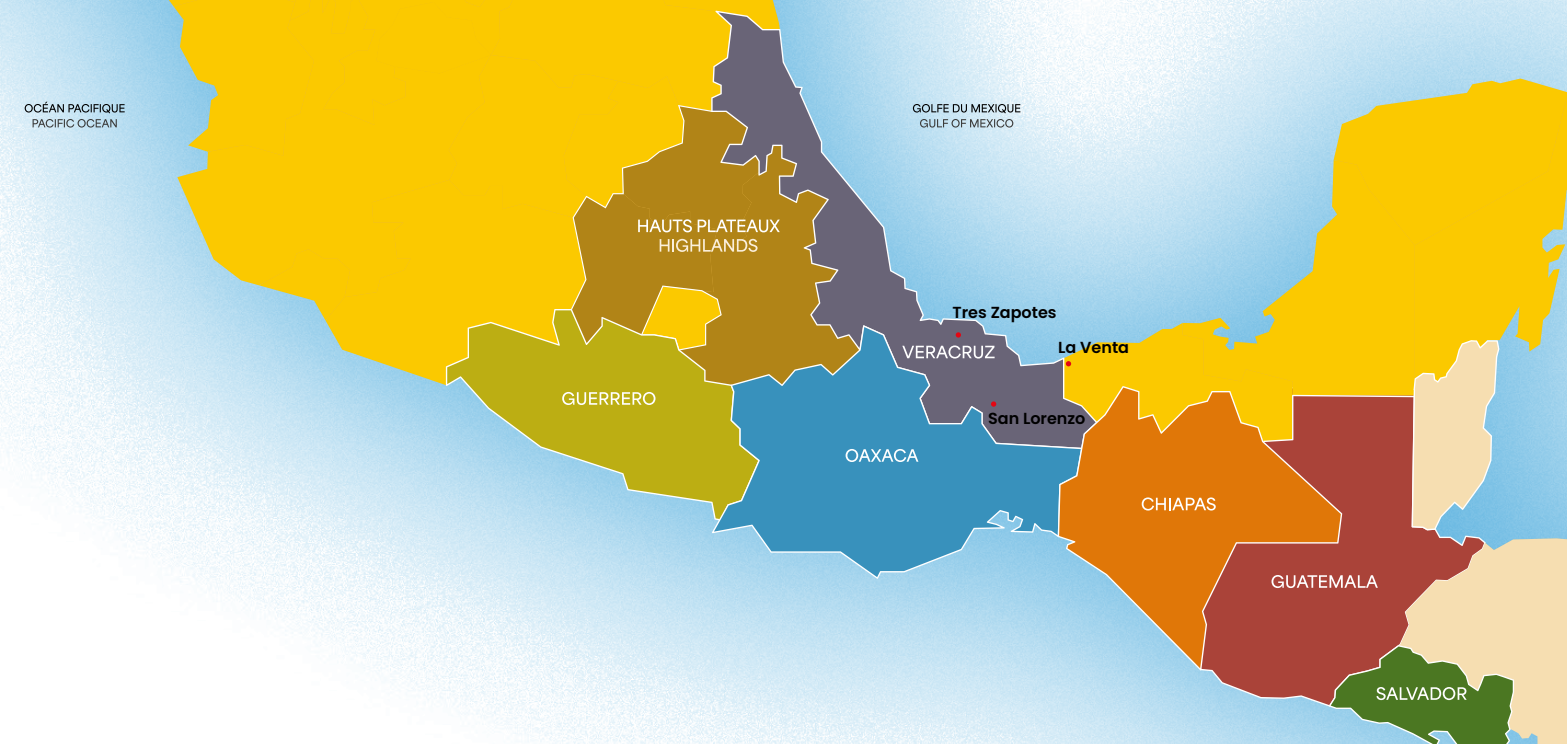 OCÉAN PACIFIQUE
PACIFIC OCEAN
GOLFE DU MEXIQUE
GULF OF MEXICO
HAUTS PLATEAUX
HIGHLANDS
Tres Zapotes
VERACRUZ
La Venta
GUERRERO
San Lorenzo
OAXACA
CHIAPAS
GUATEMALA
SALVADOR